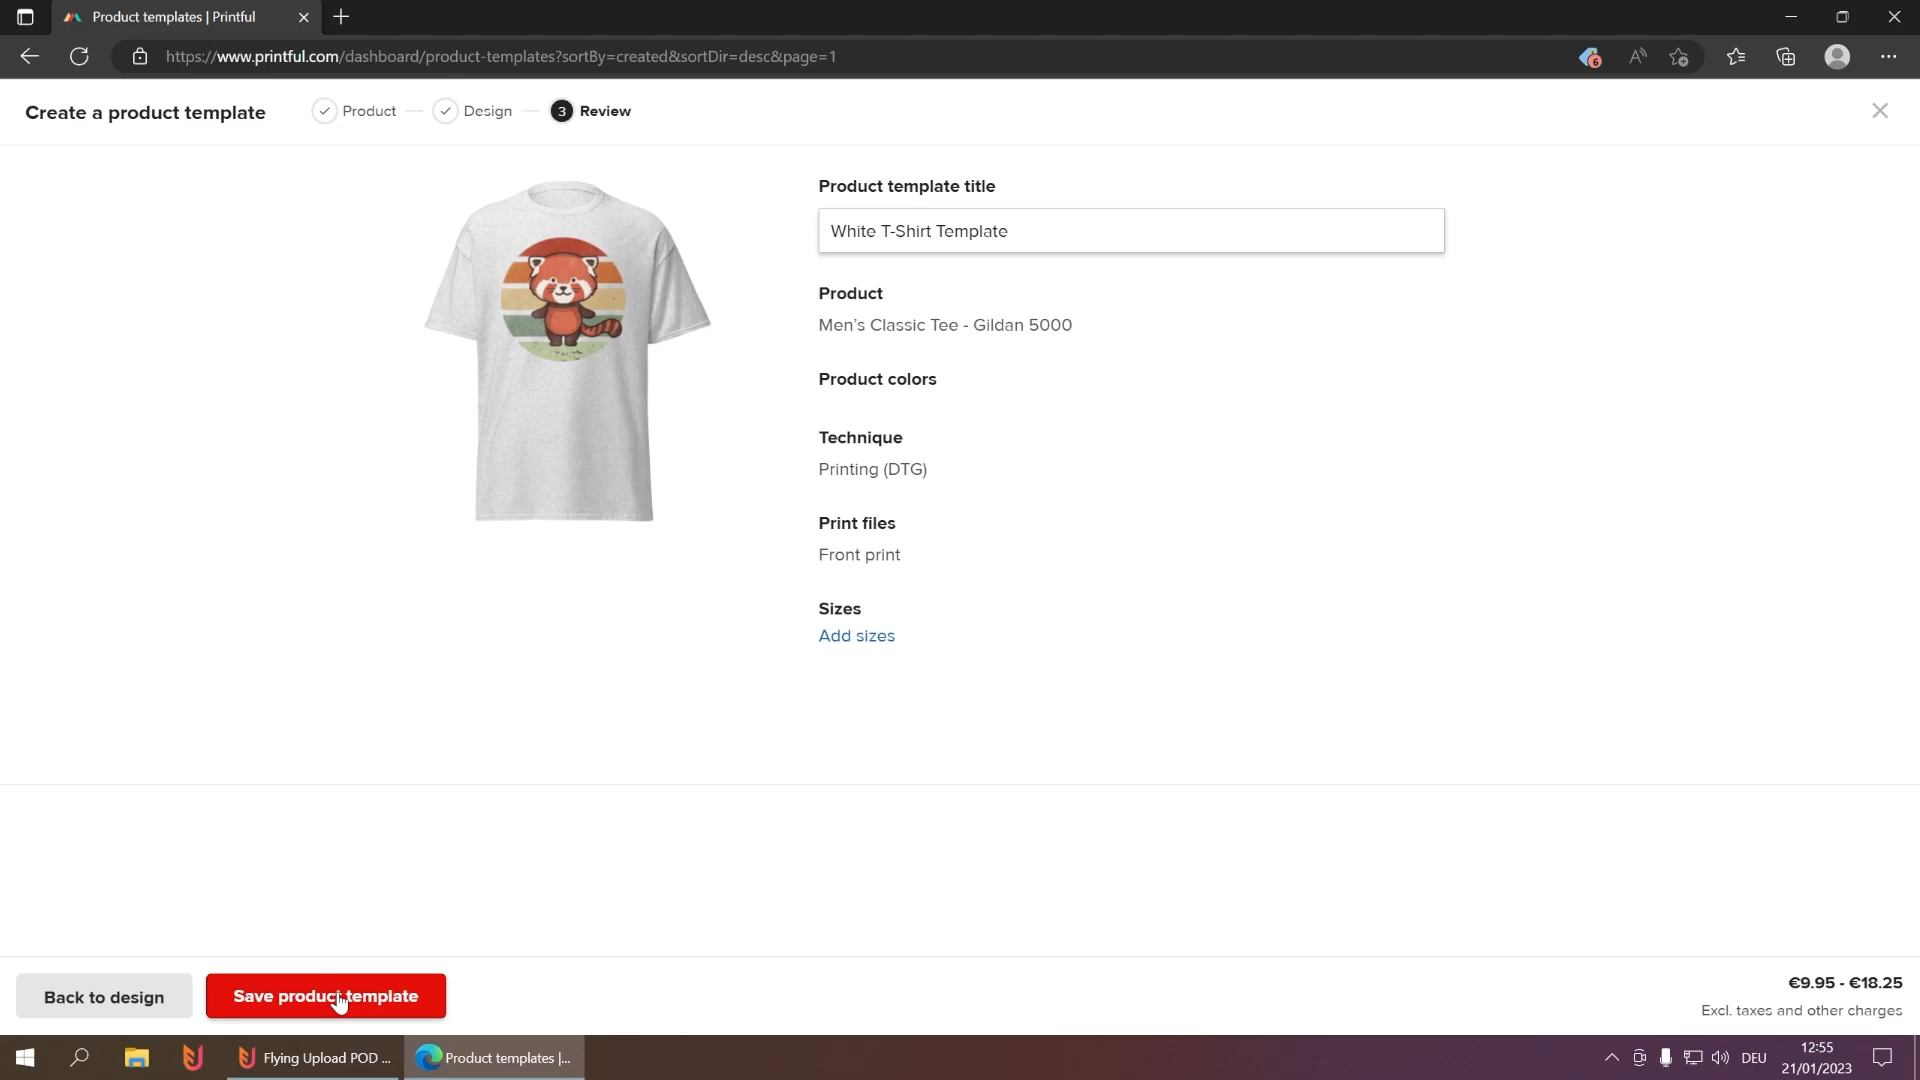 Product templates | Printful
https://www.printful.com/dashboard/product-templates?sortBy=created&sortDir=desc&page=1
6
Create a product template
Product
Design
3 Review
Product template title
White T-Shirt Template
Product
Men's Classic Tee - Gildan 5000
Product colors
Technique
Printing (DTG)
Print files
Front print
Sizes
Add sizes
Back to design
Save product template
€9.95 - €18.25
Excl. taxes and other charges
Flying Upload POD ...
Product templates |...
DEU
12:55
21/01/2023